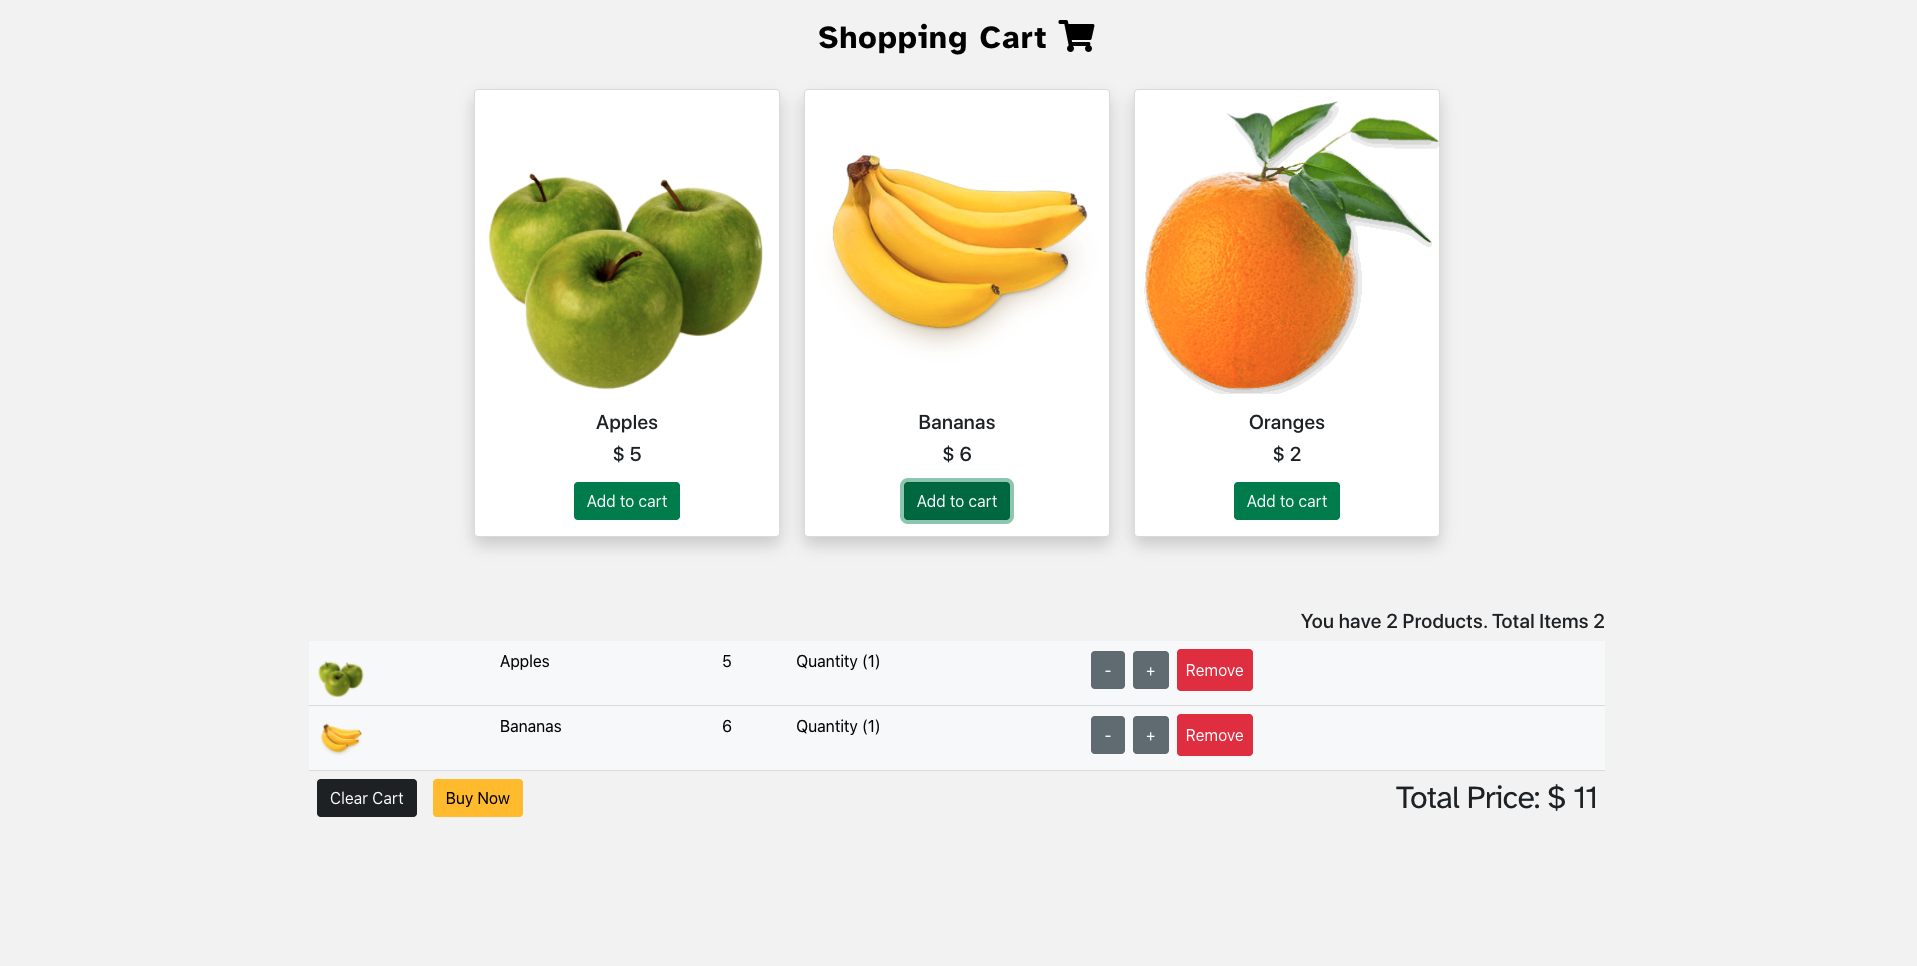 Shopping Cart
Apples
$ 5
Add to cart
Bananas
$ 6
Add to cart
Oranges
$ 2
Add to cart
You have 2 Products. Total Items 2
Apples 5 Quantity (1) - + Remove
Bananas 6 Quantity (1) - + Remove
Clear Cart Buy Now Total Price: $ 11